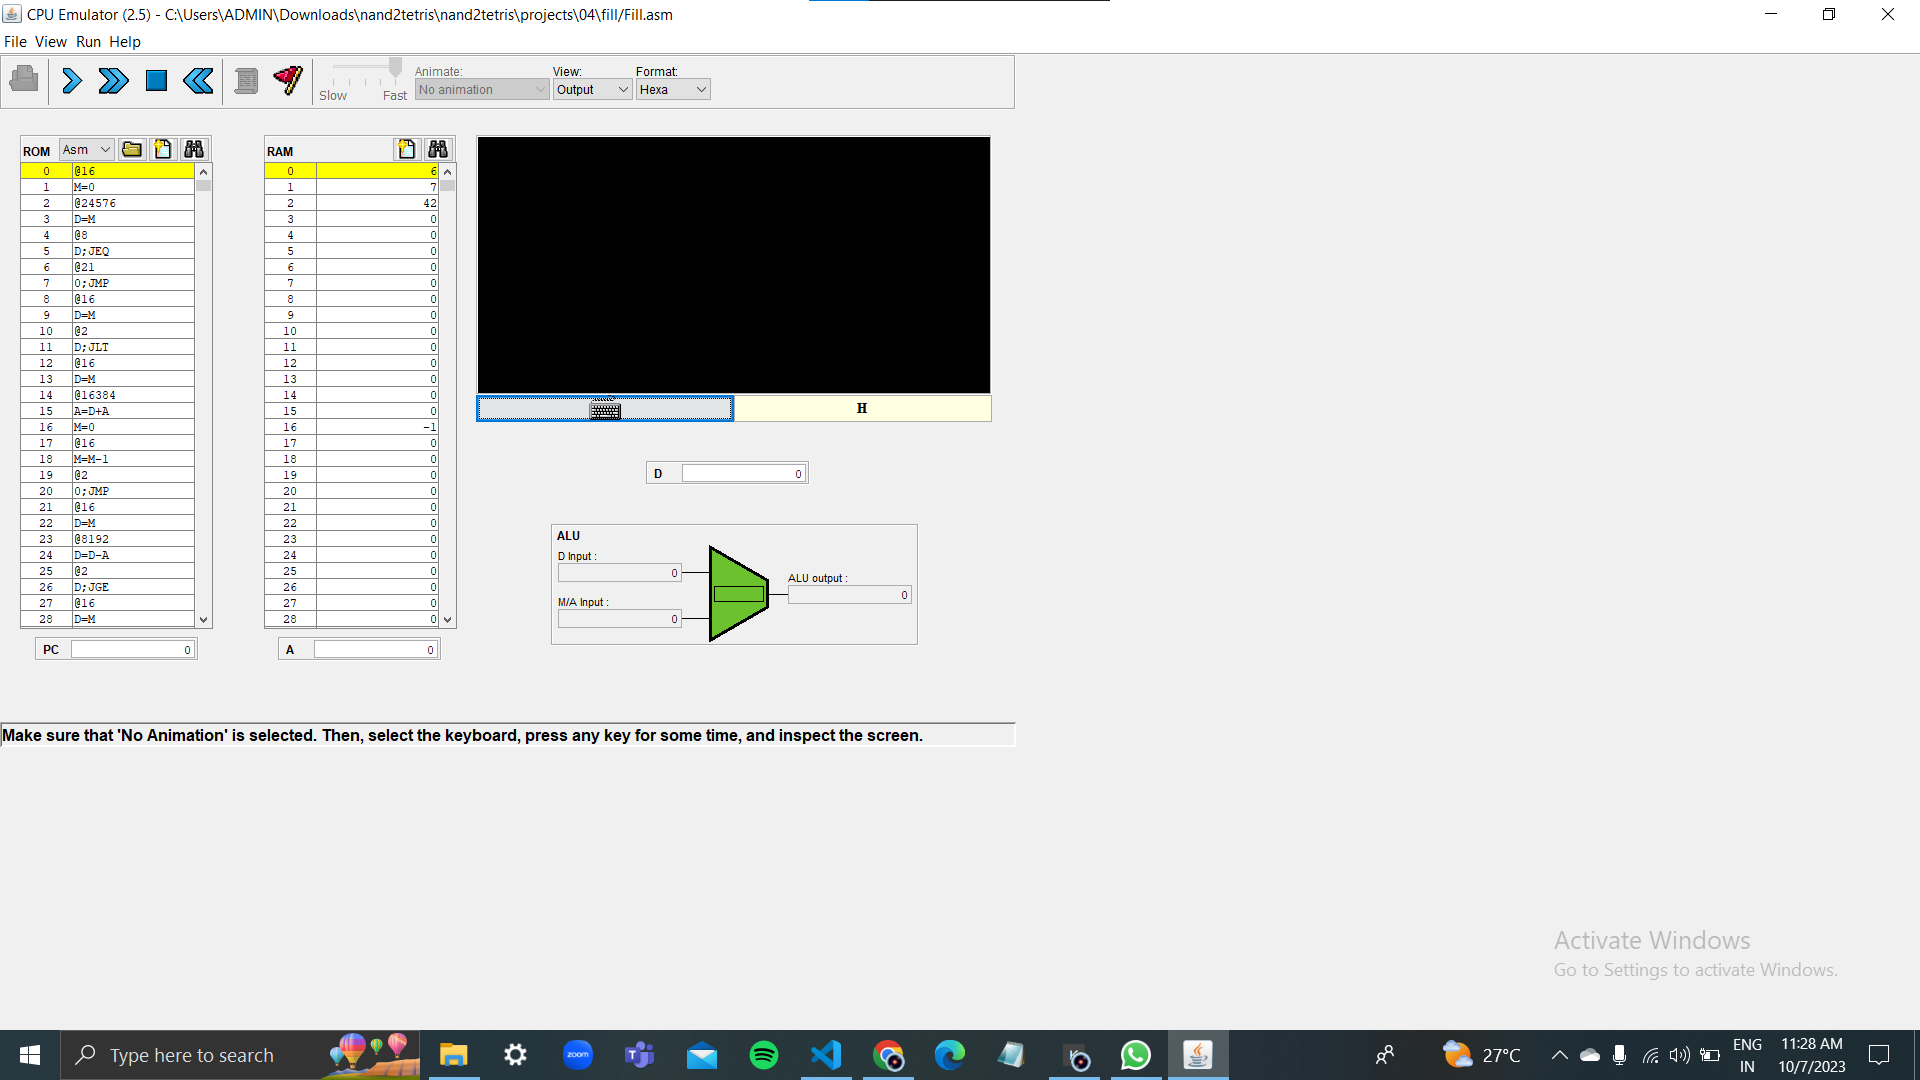 CPU Emulator (2.5) - C:\Users\ADMIN\Downloads\nand2tetris\nand2tetris\projects\04\fill/Fill.asm
File View Run Help
Slow Fast
Animate:
No animation
View:
Output
Format:
Hexa
ROM Asm
0 @16
1 M=0
2 @24576
3 D=M
4 @8
5 D;JEQ
6 @21
7 0;JMP
8 @16
9 D=M
10 @2
11 D;JLT
12 @16
13 D=M
14 @16384
15 A=D+A
16 M=0
17 @16
18 M=M-1
19 @2
20 0;JMP
21 @16
22 D=M
23 @8192
24 D=D-A
25 @2
26 D;JGE
27 @16
28 D=M
PC 0
RAM
0 6
1 7
2 42
3 0
4 0
5 0
6 0
7 0
8 0
9 0
10 0
11 0
12 0
13 0
14 0
15 0
16 -1
17 0
18 0
19 0
20 0
21 0
22 0
23 0
24 0
25 0
26 0
27 0
28 0
A 0
H
D 0
ALU
D Input :
0
M/A Input :
0
ALU output :
0
Make sure that 'No Animation' is selected. Then, select the keyboard, press any key for some time, and inspect the screen.
Activate Windows
Go to Settings to activate Windows.
Type here to search
zoom
27°C
ENG
IN
11:28 AM
10/7/2023